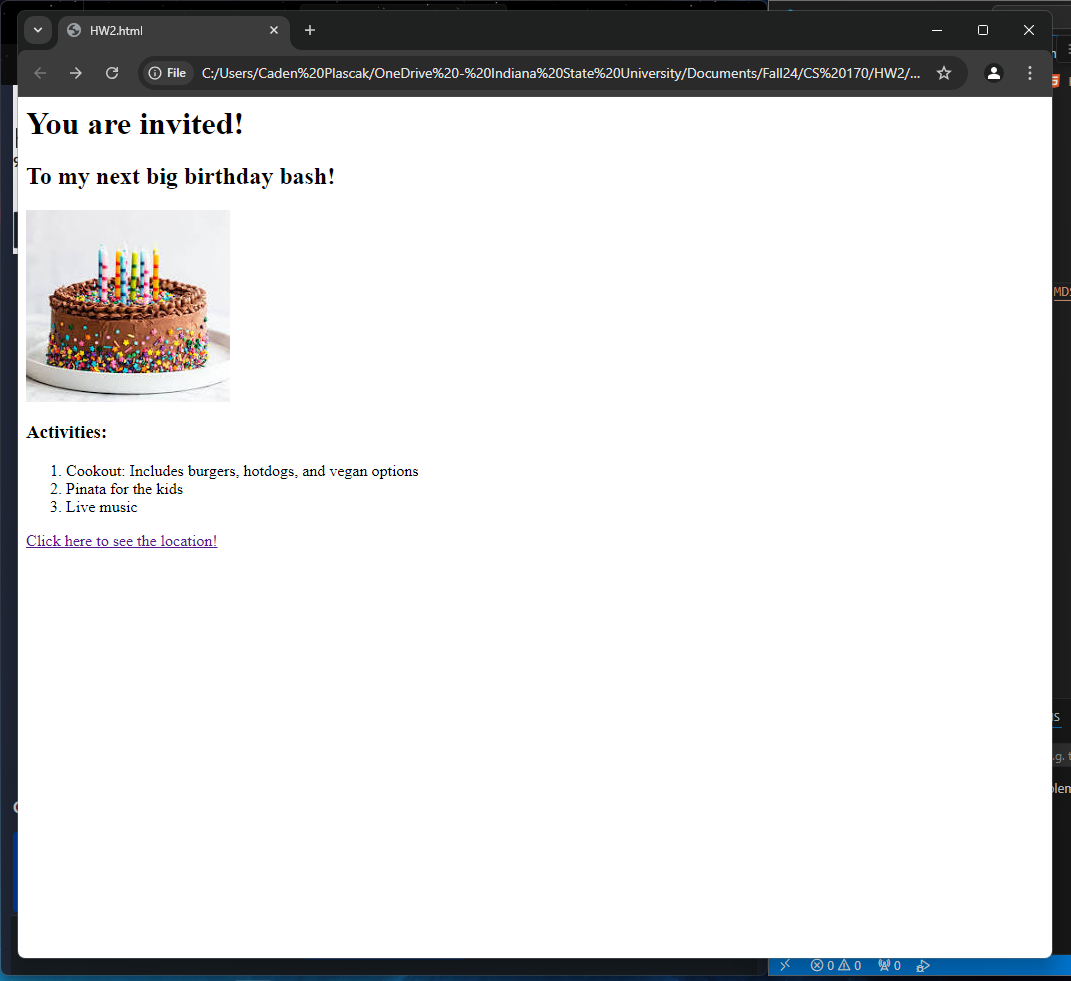 HW2.html
File
C:/Users/Caden%20Plascak/OneDrive%20-%20Indiana%20State%20University/Documents/Fall24/CS%20170/HW2/...
You are invited!
To my next big birthday bash!
Activities:
1. Cookout: Includes burgers, hotdogs, and vegan options
2. Pinata for the kids
3. Live music
Click here to see the location!
0 0 0